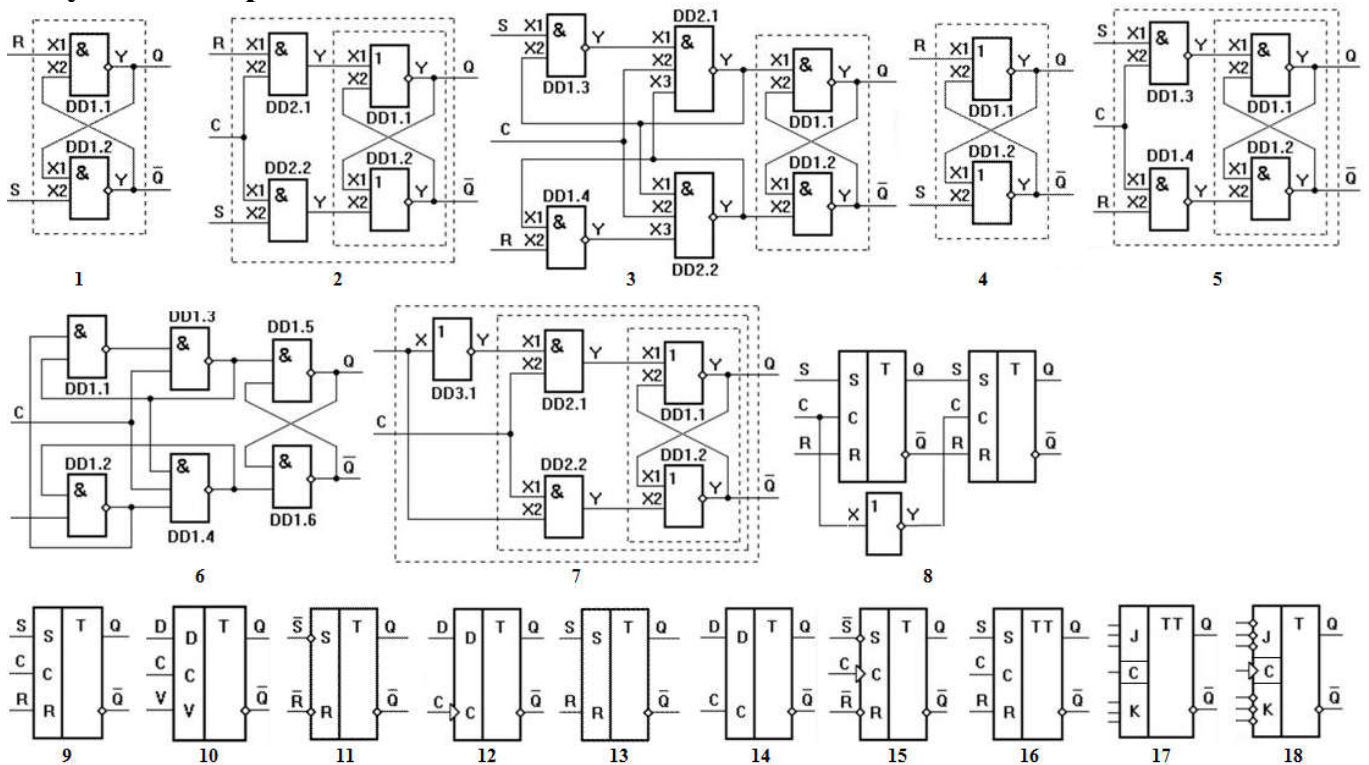 R X1 & Y Q
X2
DD1.1
DD1.2
X1 &
S X2 Y Q̅
1
R X1 & Y X1 1 Y Q
X2 X2
DD2.1 DD1.1
C
DD2.2 DD1.2
X1 & X1 1
S X2 Y X2 Y Q̅
2
S X1 & Y
X2
DD1.3
DD2.1
X1 & Y
X2
X3
X1 & Y Q
X2
DD1.1
C
DD1.4
X1 & Y
R X2
X1 & Y
X2
X3
DD2.2
DD1.2
X1 & Y Q̅
X2
3
R X1 1 Y Q
X2
DD1.1
DD1.2
X1 1
S X2 Y Q̅
4
S X1 & Y X1 & Y Q
X2 X2
DD1.3 DD1.1
C
DD1.4 DD1.2
X1 & X1 &
R X2 Y X2 Y Q̅
5
& DD1.3 & DD1.5 & Q
DD1.1
C
DD1.2 & & & Q̅
DD1.4 DD1.6
6
X 1 Y X1 & Y X1 1 Y Q
X2 X2
DD3.1 DD2.1 DD1.1
C
DD2.2 DD1.2
X1 & X1 1
X2 Y X2 Y Q̅
7
S S T Q S S T Q
C C C C
R R Q̅ R R Q̅
X 1 Y
8
S S T Q
C C
R R Q̅
9
D D T Q
C C
V V Q̅
10
S̅ S T Q
R̅ R Q̅
11
D D T Q
C C Q̅
12
S S T Q
R R Q̅
13
D D T Q
C C Q̅
14
S̅ S T Q
C C
R̅ R Q̅
15
S S TT Q
C C
R R Q̅
16
J TT Q
C
K Q̅
17
J T Q
C
K Q̅
18